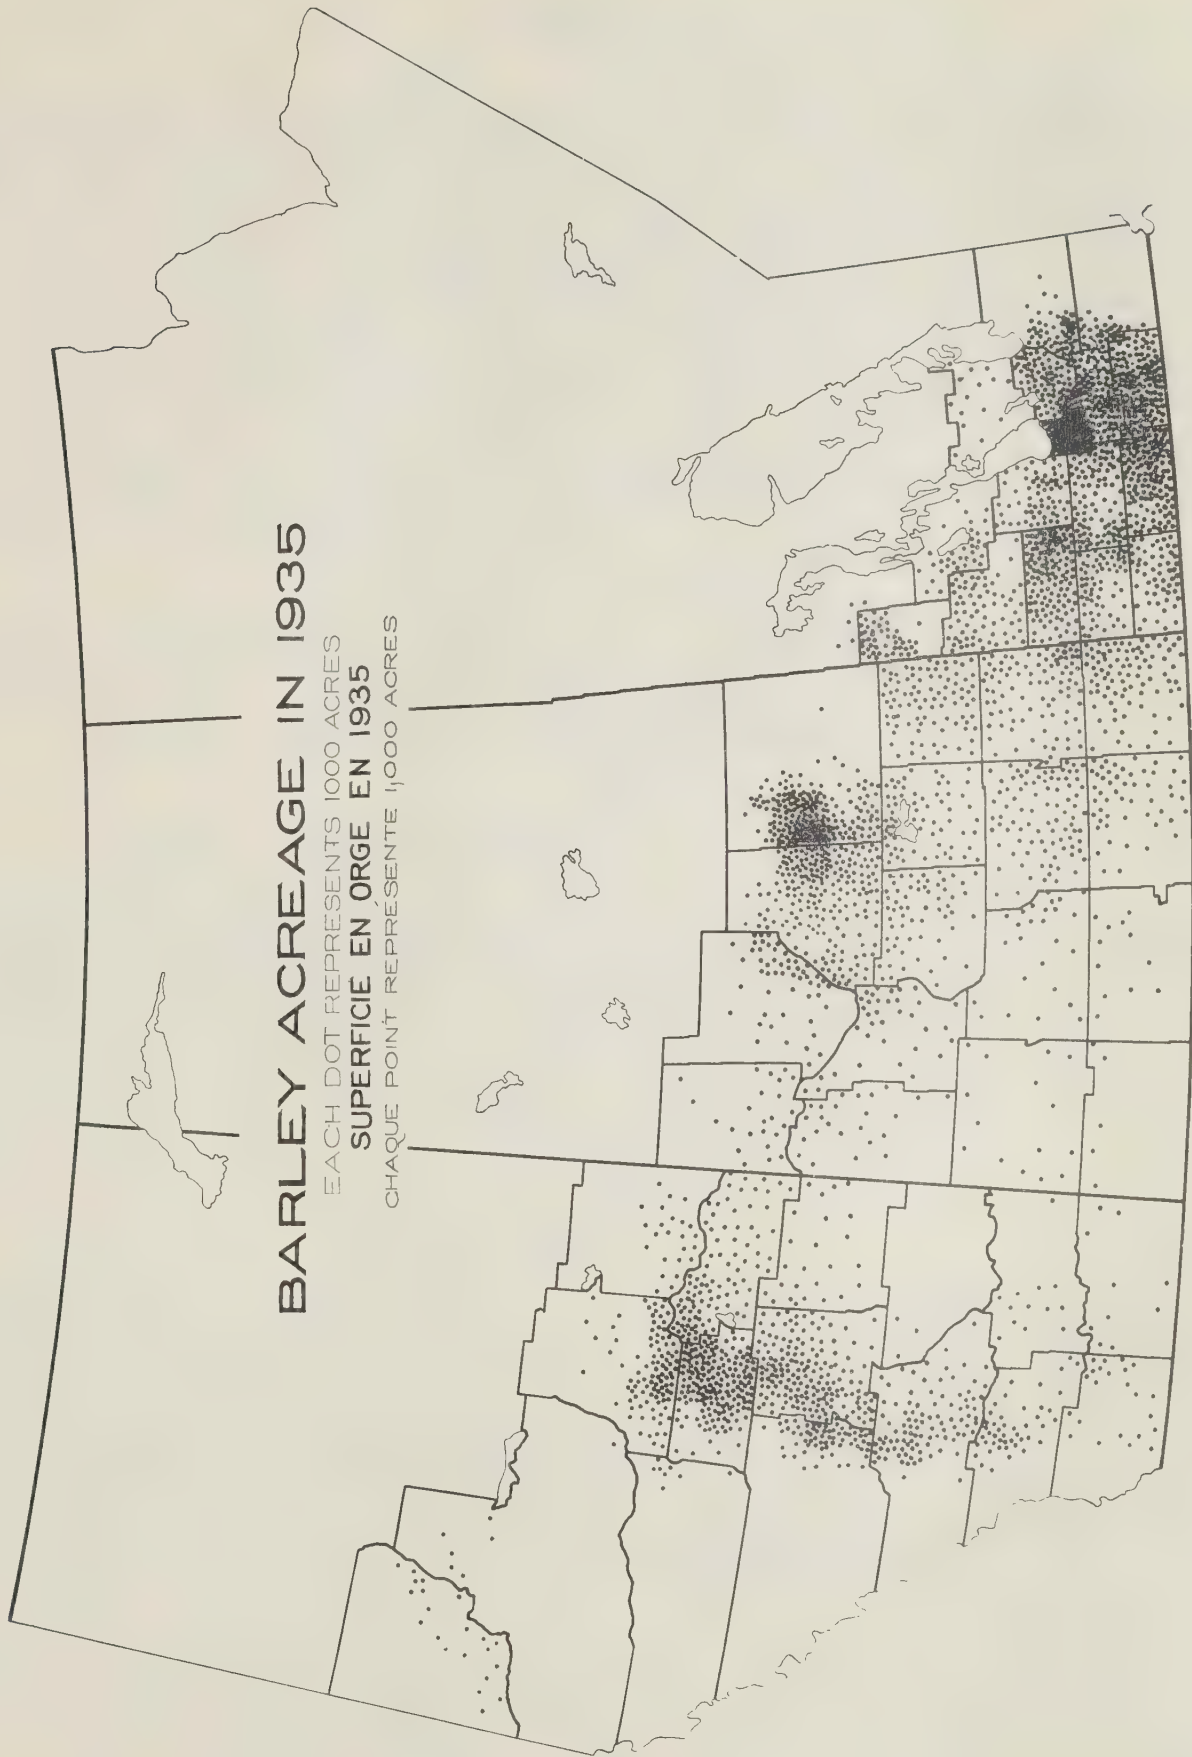 BARLEY ACREAGE IN 1935
EACH DOT REPRESENTS 1000 ACRES
SUPERFICIE EN ORGE EN 1935
CHAQUE POINT REPRÉSENTE 1,000 ACRES